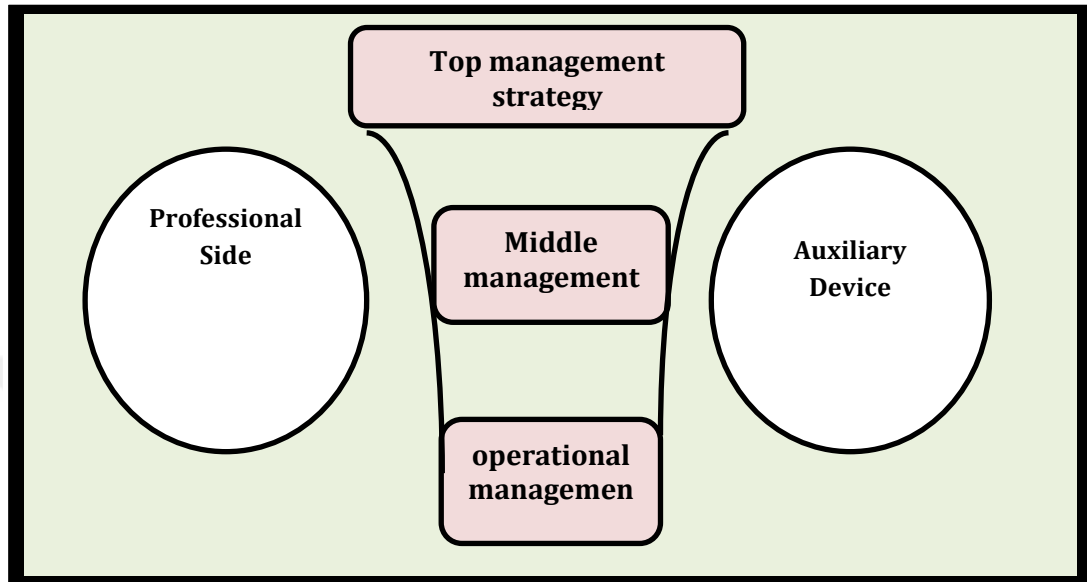 Top management
strategy
Professional
Side
Middle
management
Auxiliary
Device
operational
managemen